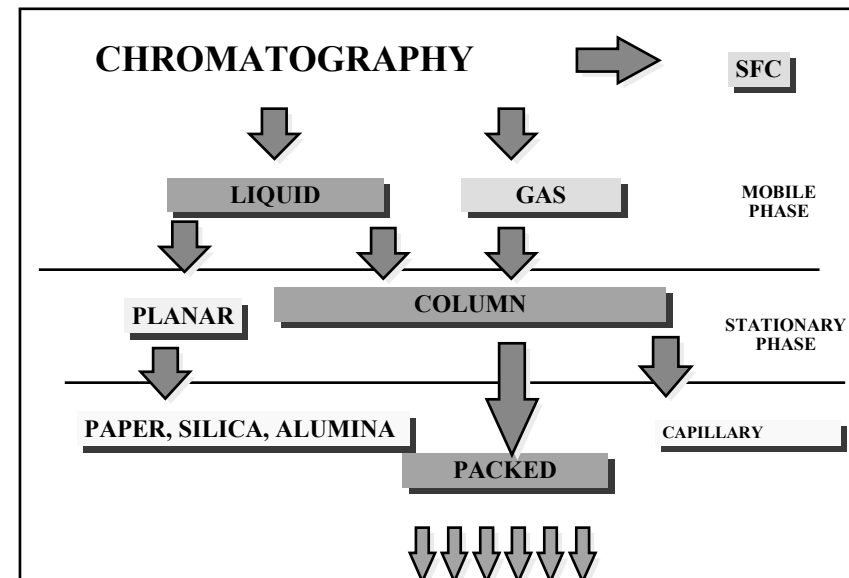 CHROMATOGRAPHY
SFC
LIQUID
GAS
MOBILE
PHASE
PLANAR
COLUMN
STATIONARY
PHASE
PAPER, SILICA, ALUMINA
CAPILLARY
PACKED